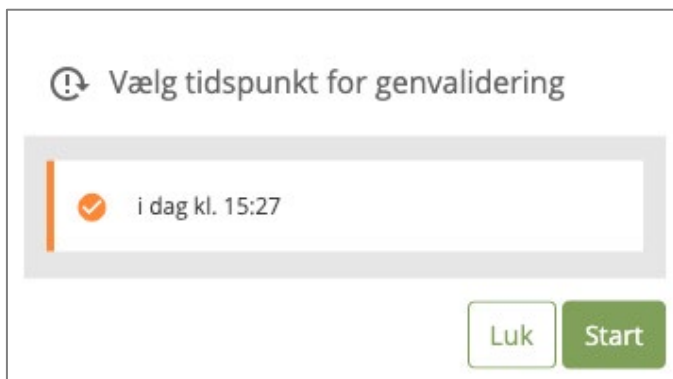 Vælg tidspunkt for genvalidering
i dag kl. 15:27
Luk Start